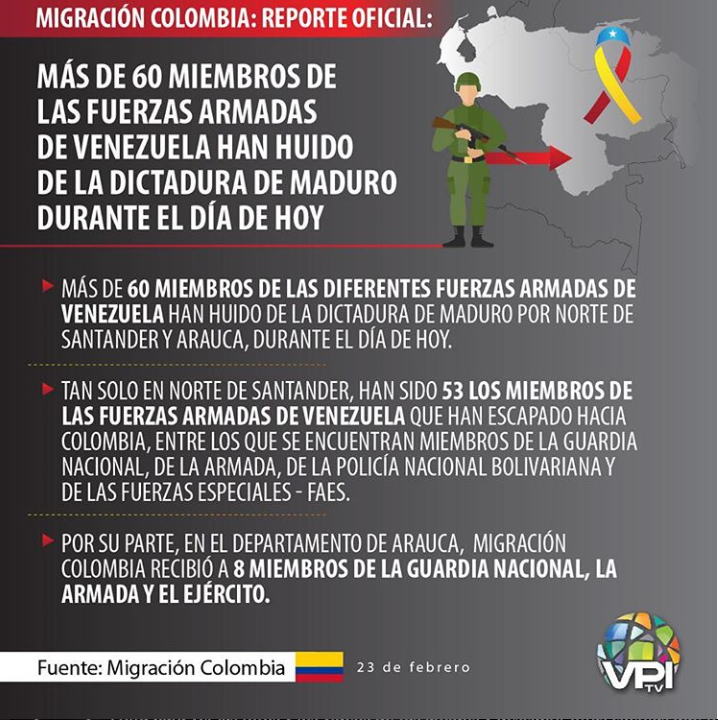 MIGRACIÓN COLOMBIA: REPORTE OFICIAL:
MÁS DE 60 MIEMBROS DE
LAS FUERZAS ARMADAS
DE VENEZUELA HAN HUIDO
DE LA DICTADURA DE MADURO
DURANTE EL DÍA DE HOY
MÁS DE 60 MIEMBROS DE LAS DIFERENTES FUERZAS ARMADAS DE
VENEZUELA HAN HUIDO DE LA DICTADURA DE MADURO POR NORTE DE
SANTANDER Y ARAUCA, DURANTE EL DÍA DE HOY.
TAN SOLO EN NORTE DE SANTANDER, HAN SIDO 53 LOS MIEMBROS DE
LAS FUERZAS ARMADAS DE VENEZUELA QUE HAN ESCAPADO HACIA
COLOMBIA, ENTRE LOS QUE SE ENCUENTRAN MIEMBROS DE LA GUARDIA
NACIONAL, DE LA ARMADA, DE LA POLICÍA NACIONAL BOLIVARIANA Y
DE LAS FUERZAS ESPECIALES - FAES.
POR SU PARTE, EN EL DEPARTAMENTO DE ARAUCA, MIGRACIÓN
COLOMBIA RECIBIÓ A 8 MIEMBROS DE LA GUARDIA NACIONAL, LA
ARMADA Y EL EJÉRCITO.
Fuente: Migración Colombia
23 de febrero
VPI
TV